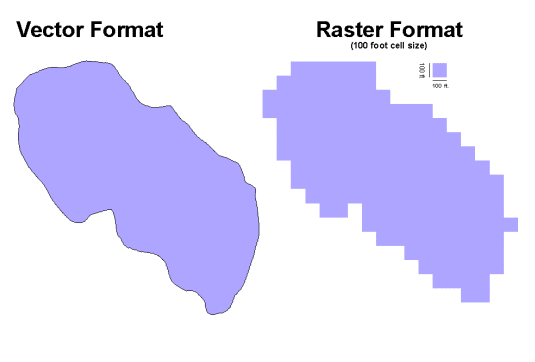 Vector Format
Raster Format
(100 foot cell size)
100 ft
100 ft.